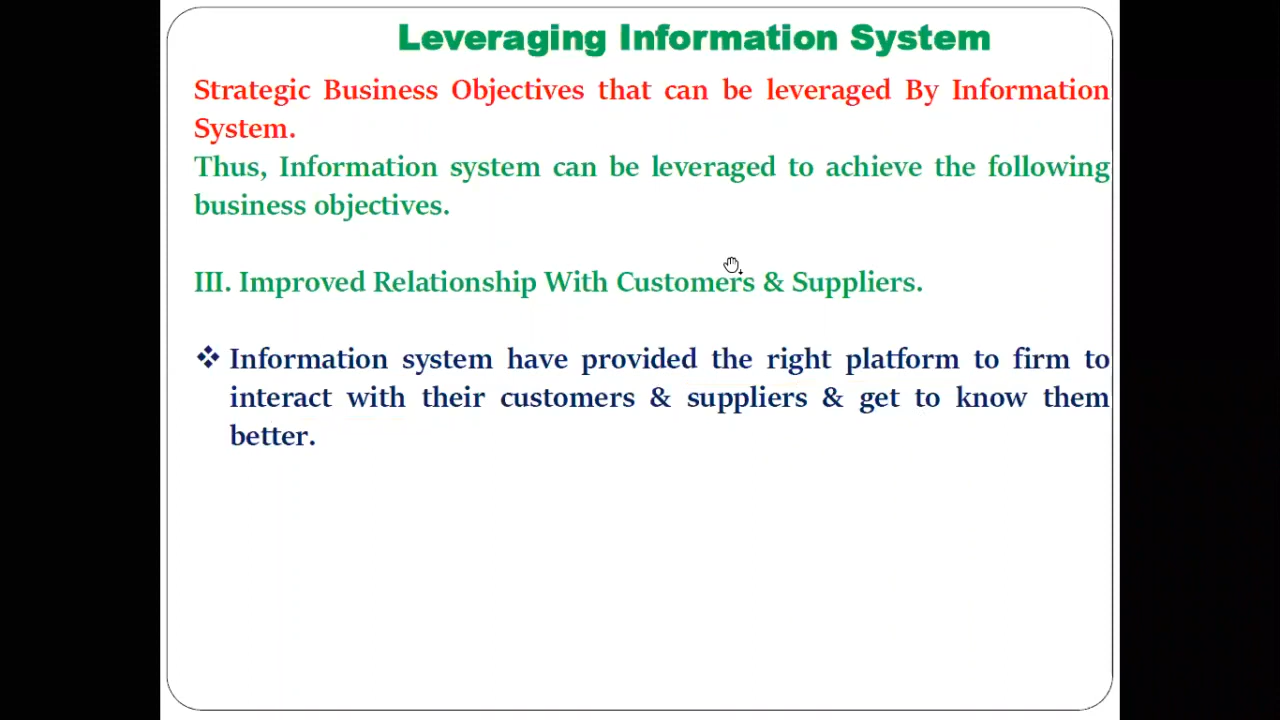 Leveraging Information System
Strategic Business Objectives that can be leveraged By Information
System.
Thus, Information system can be leveraged to achieve the following
business objectives.
III. Improved Relationship With Customers & Suppliers.
❖ Information system have provided the right platform to firm to
interact with their customers & suppliers & get to know them
better.